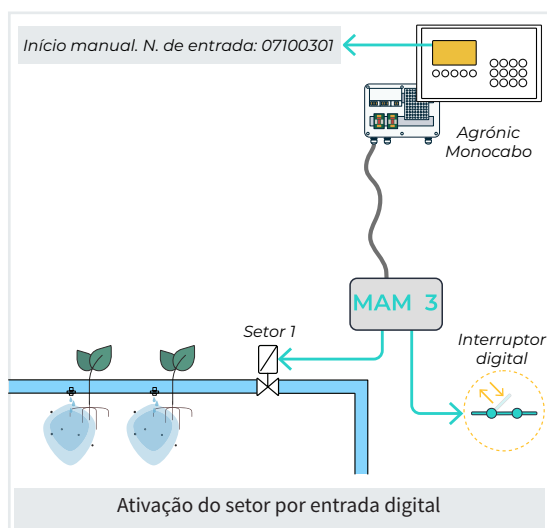 Início manual. N. de entrada: 07100301
Agrónic
Monocabo
MAM 3
Setor 1
Interruptor
digital
Ativação do setor por entrada digital